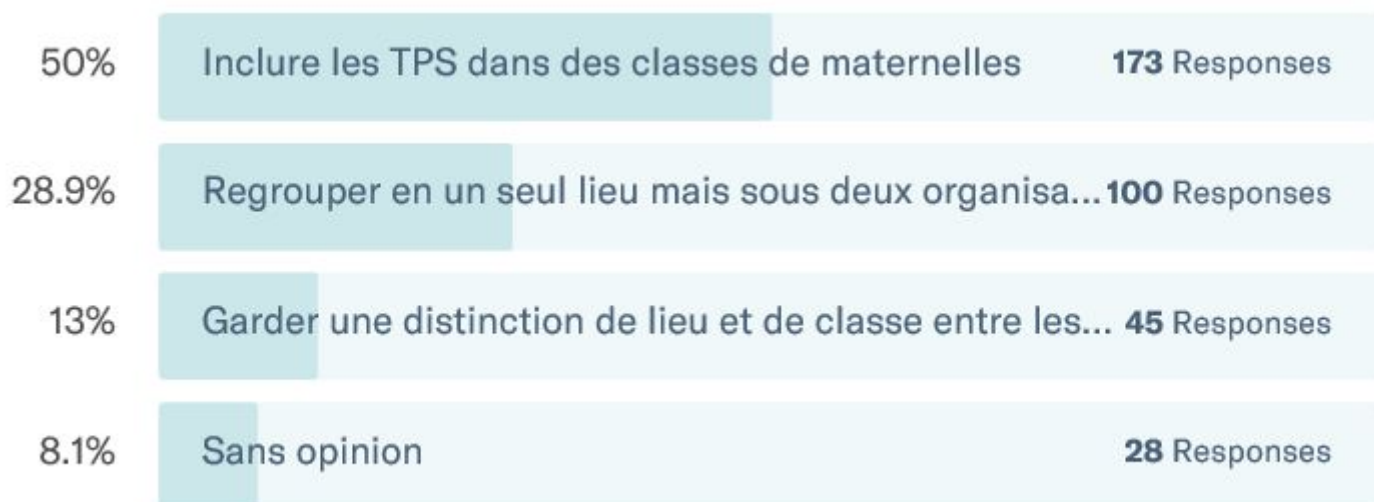 50% Inclure les TPS dans des classes de maternelles 173 Responses
28.9% Regrouper en un seul lieu mais sous deux organisa... 100 Responses
13% Garder une distinction de lieu et de classe entre les... 45 Responses
8.1% Sans opinion 28 Responses